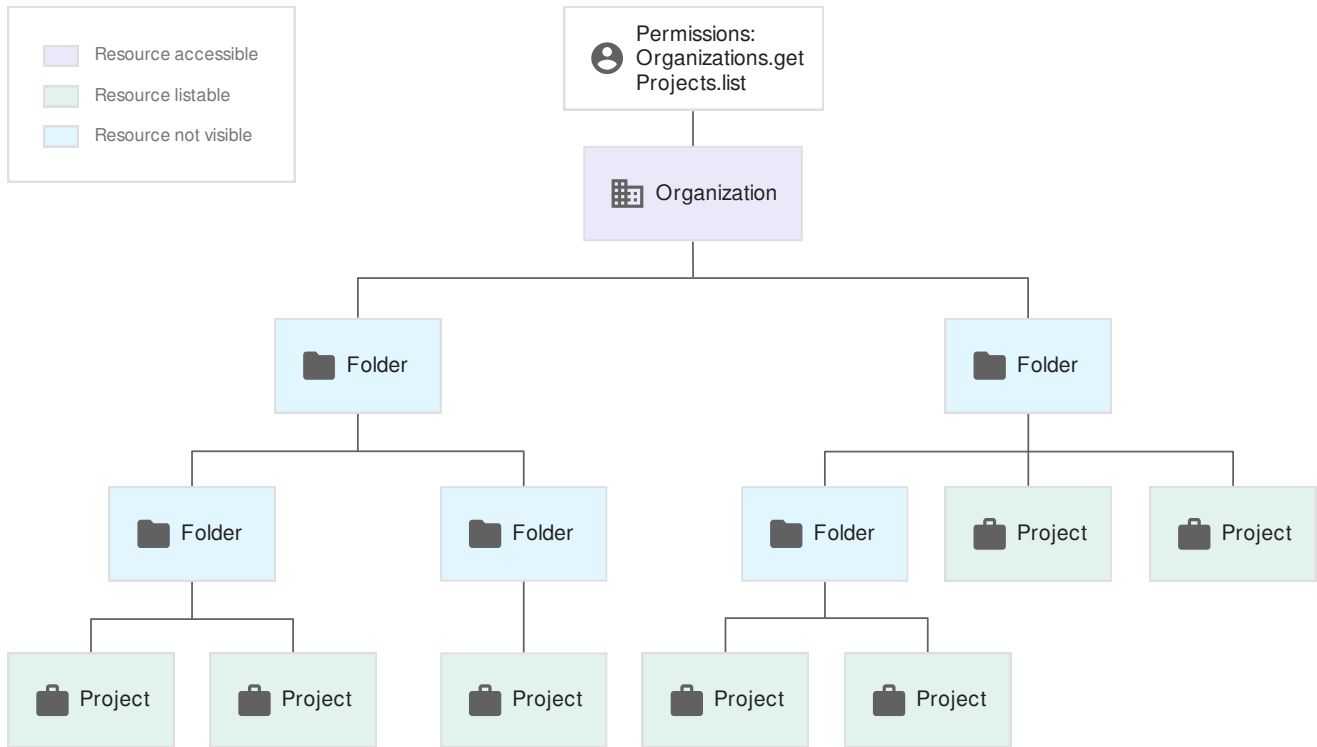 Resource accessible
Resource listable
Resource not visible
Permissions:
Organizations.get
Projects.list
Organization
Folder
Folder
Folder
Folder
Folder
Project
Project
Project
Project
Project
Project
Project